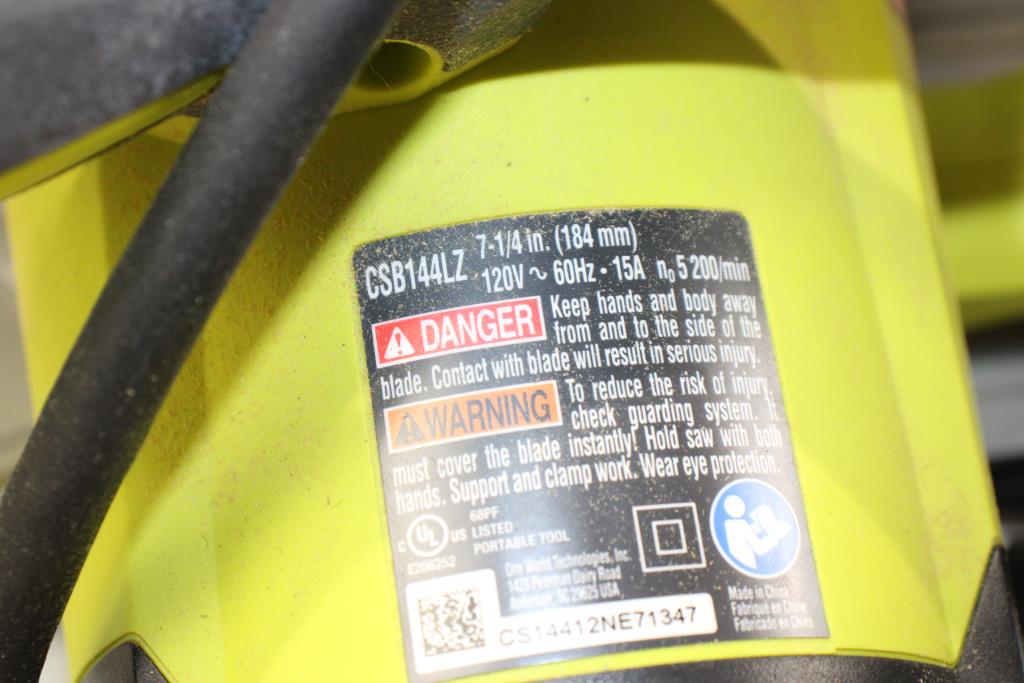 CSB144LZ 7-1/4 in. (184 mm)
120V ~ 60Hz • 15A n₀ 5 200/min
DANGER Keep hands and body away
from and to the side of the
blade. Contact with blade will result in serious injury.
WARNING To reduce the risk of injury,
check guarding system. It
must cover the blade instantly! Hold saw with both
hands. Support and clamp work. Wear eye protection.
C UL US
68PF
LISTED
PORTABLE TOOL
E206252
One World Technologies, Inc.
1428 Pearman Dairy Road
Anderson, SC 29625 USA
Made in China
Fabriqué en Chine
Fabricado en China
CS14412NE71347